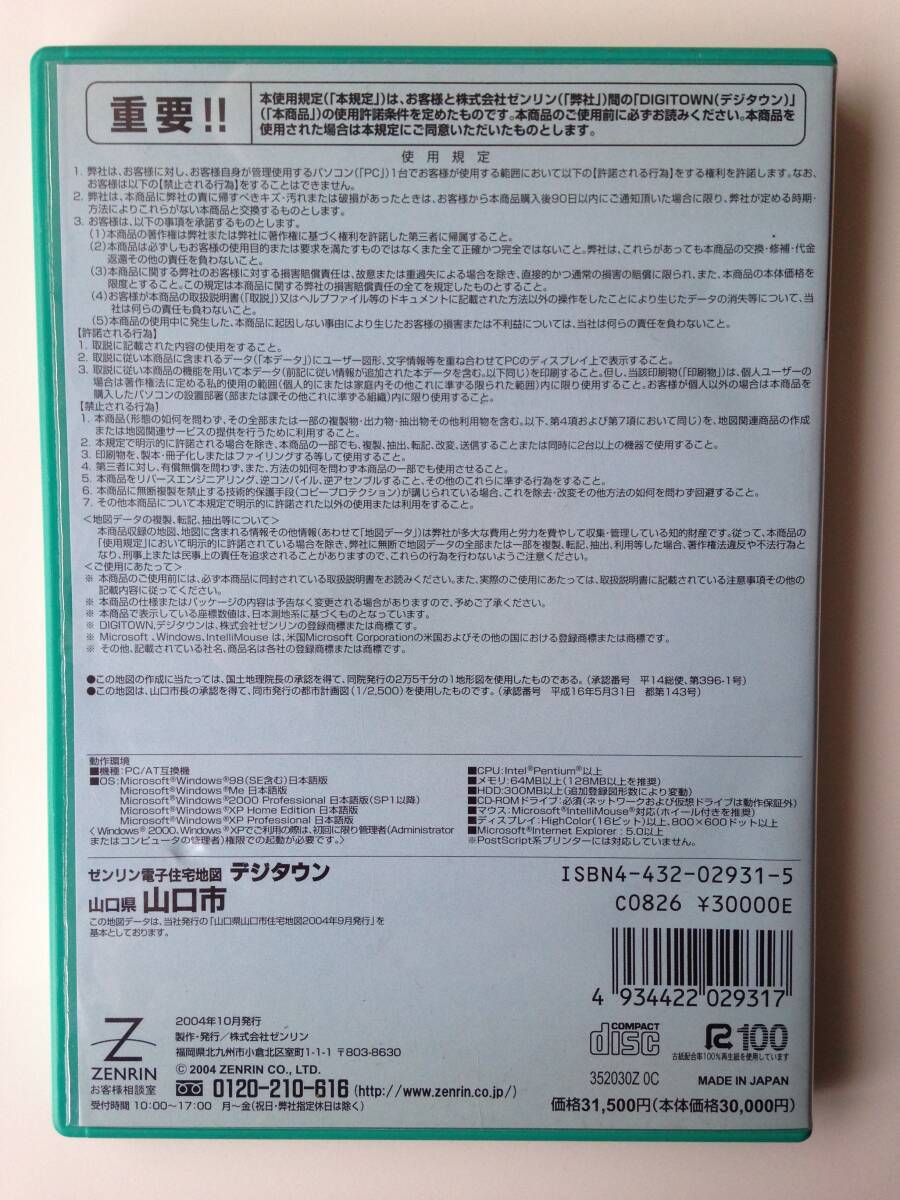 重要!!
本使用規定(「本規定」)は、お客様と株式会社ゼンリン(「弊社」)間の「DIGITOWN(デジタウン)」
(「本商品」)の使用許諾条件を定めたものです。本商品のご使用前に必ずお読みください。本商品を
使用された場合は本規定にご同意いただいたものとします。
使用規定
1. 弊社は、お客様に対し、お客様自身が管理使用するパソコン(「PC」)1台でお客様が使用する範囲において以下の【許諾される行為】をする権利を許諾します。なお、
お客様は以下の【禁止される行為】をすることはできません。
2. 弊社は、本商品に弊社の責に帰すべきキズ・汚れまたは破損があったときは、お客様から本商品購入後90日以内にご通知頂いた場合に限り、弊社が定める時期・
方法によりこれらがない本商品と交換するものとします。
3. お客様は、以下の事項を承諾するものとします。
(1)本商品の著作権は弊社または弊社に著作権に基づく権利を許諾した第三者に帰属すること。
(2)本商品は必ずしもお客様の使用目的または要求を満たすものではなくまた全て正確かつ完全ではないこと。弊社は、これらがあっても本商品の交換・修補・代金
返還その他の責任を負わないこと。
(3)本商品に関する弊社のお客様に対する損害賠償責任は、故意または重過失による場合を除き、直接的かつ通常の損害の賠償に限られ、また、本商品の本体価格を
限度とすること。この規定は本商品に関する弊社の損害賠償責任の全てを規定したものとすること。
(4)お客様が本商品の取扱説明書(「取説」)又はヘルプファイル等のドキュメントに記載された方法以外の操作をしたことにより生じたデータの消失等について、当
社は何らの責任も負わないこと。
(5)本商品の使用中に発生した、本商品に起因しない事由により生じたお客様の損害または不利益については、当社は何らの責任を負わないこと。
【許諾される行為】
1. 取説に記載された内容の使用をすること。
2. 取説に従い本商品に含まれるデータ(「本データ」)にユーザー図形、文字情報等を重ね合わせてPCのディスプレイ上で表示すること。
3. 取説に従い本商品の機能を用いて本データ(前記に従い情報が追加された本データを含む。以下同じ)を印刷すること。但し、当該印刷物(「印刷物」)は、個人ユーザーの
場合は著作権法に定める私的使用の範囲(個人的にまたは家庭内その他これに準ずる限られた範囲)内に限り使用すること。お客様が個人以外の場合は本商品を
購入したパソコンの設置部署(部または課その他これに準ずる組織)内に限り使用すること。
【禁止される行為】
1. 本商品(形態の如何を問わず、その全部または一部の複製物・出力物・抽出物その他利用物を含む。以下、第4項および第7項において同じ)を、地図関連商品の作成
または地図関連サービスの提供を行うために利用すること。
2. 本規定で明示的に許諾される場合を除き、本商品の一部でも、複製、抽出、転記、改変、送信することまたは同時に2台以上の機器で使用すること。
3. 印刷物を、製本・冊子化しまたはファイリングする等して使用すること。
4. 第三者に対し、有償無償を問わず、また、方法の如何を問わず本商品の一部でも使用させること。
5. 本商品をリバースエンジニアリング、逆コンパイル、逆アセンブルすること、その他のこれらに準ずる行為をすること。
6. 本商品に無断複製を禁止する技術的保護手段(コピープロテクション)が講じられている場合、これを除去・改変その他方法の如何を問わず回避すること。
7. その他本商品について本規定で明示的に許諾された以外の使用または利用をすること。
<地図データの複製、転記、抽出等について>
本商品収録の地図、地図に含まれる情報その他情報(あわせて「地図データ」)は弊社が多大な費用と労力を費やして収集・管理している知的財産です。従って、本商品の
「使用規定」において明示的に許諾されている場合を除き、弊社に無断で地図データの全部または一部を複製、転記、抽出、利用等した場合、著作権法違反や不法行為と
なり、刑事上または民事上の責任を追求されることがありますので、これらの行為を行わないようご注意ください。
<ご使用にあたって>
※ 本商品のご使用前には、必ず本商品に同封されている取扱説明書をお読みください。また、実際のご使用にあたっては、取扱説明書に記載されている注意事項その他の
記載内容に従ってください。
※ 本商品の仕様またはパッケージの内容は予告なく変更される場合がありますので、予めご了承ください。
※ 本商品で表示している座標数値は、日本測地系に基づくものとなっています。
※ DIGITOWN、デジタウンは、株式会社ゼンリンの登録商標または商標です。
※ Microsoft 、Windows、IntelliMouse は、米国Microsoft Corporationの米国およびその他の国における登録商標または商標です。
※ その他、記載されている社名、商品名は各社の登録商標または商標です。
●この地図の作成に当たっては、国土地理院長の承認を得て、同院発行の2万5千分の1地形図を使用したものである。(承認番号 平14総使、第396-1号)
●この地図は、山口市長の承認を得て、同市発行の都市計画図(1/2,500)を使用したものです。(承認番号 平成16年5月31日 都第143号)
動作環境
■機種:PC/AT互換機
■OS:Microsoft®Windows®98(SE含む)日本語版
Microsoft®Windows®Me 日本語版
Microsoft®Windows®2000 Professional 日本語版(SP1以降)
Microsoft®Windows®XP Home Edition 日本語版
Microsoft®Windows®XP Professional 日本語版
〈Windows® 2000、Windows®XPでご利用の際は、初回に限り管理者(Administrator
またはコンピュータの管理者)権限での起動が必要です。〉
■CPU:Intel®Pentium®以上
■メモリ:64MB以上(128MB以上を推奨)
■HDD:300MB以上(追加登録図形数により変動)
■CD-ROMドライブ:必須(ネットワークおよび仮想ドライブは動作保証外)
■マウス:Microsoft®IntelliMouse®対応(ホイール付きを推奨)
■ディスプレイ:HighColor(16ビット)以上、800×600ドット以上
■Microsoft®Internet Explorer : 5.0以上
※PostScript系プリンターには対応していません。
ゼンリン電子住宅地図 デジタウン
山口県 山口市
この地図データは、当社発行の「山口県山口市住宅地図2004年9月発行」を
基本としております。
ISBN4-432-02931-5
C0826 ¥30000E
4 934422 029317
ZENRIN
お客様相談室
2004年10月発行
製作・発行/株式会社ゼンリン
福岡県北九州市小倉北区室町1-1-1 〒803-8630
© 2004 ZENRIN CO., LTD.
0120-210-616(http://www.zenrin.co.jp/)
受付時間 10:00〜17:00 月〜金(祝日・弊社指定休日は除く)
COMPACT
disc
R100
古紙配合率100%再生紙を使用しています
352030Z 0C
MADE IN JAPAN
価格31,500円(本体価格30,000円)